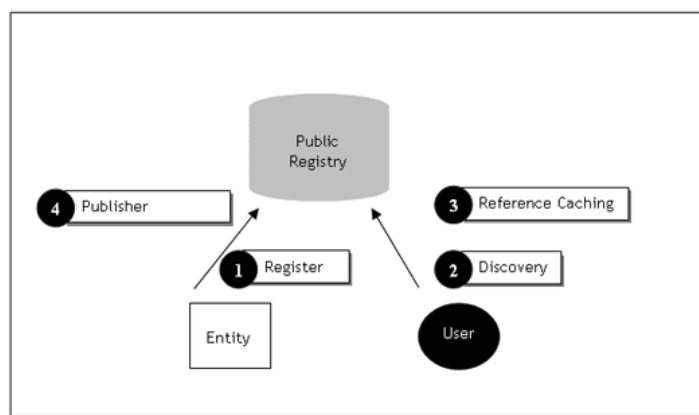 Public
Registry
4 Publisher
3 Reference Caching
1 Register
2 Discovery
Entity
User